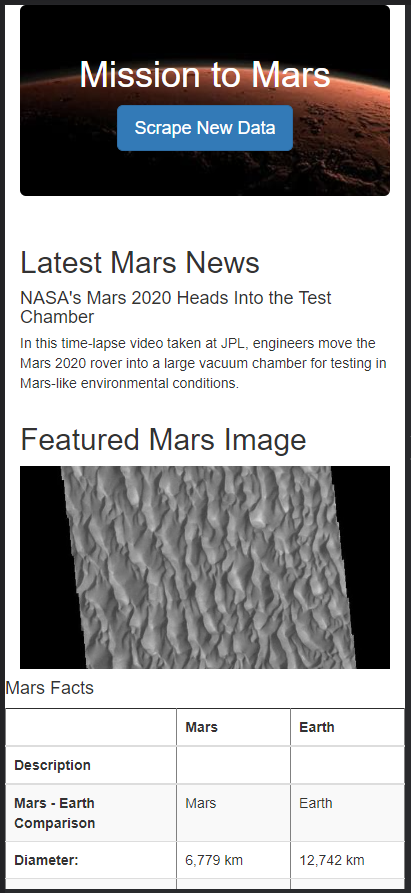 Mission to Mars
Scrape New Data
Latest Mars News
NASA's Mars 2020 Heads Into the Test
Chamber
In this time-lapse video taken at JPL, engineers move the
Mars 2020 rover into a large vacuum chamber for testing in
Mars-like environmental conditions.
Featured Mars Image
Mars Facts
Mars Earth
Description
Mars - Earth Mars Earth
Comparison
Diameter: 6,779 km 12,742 km